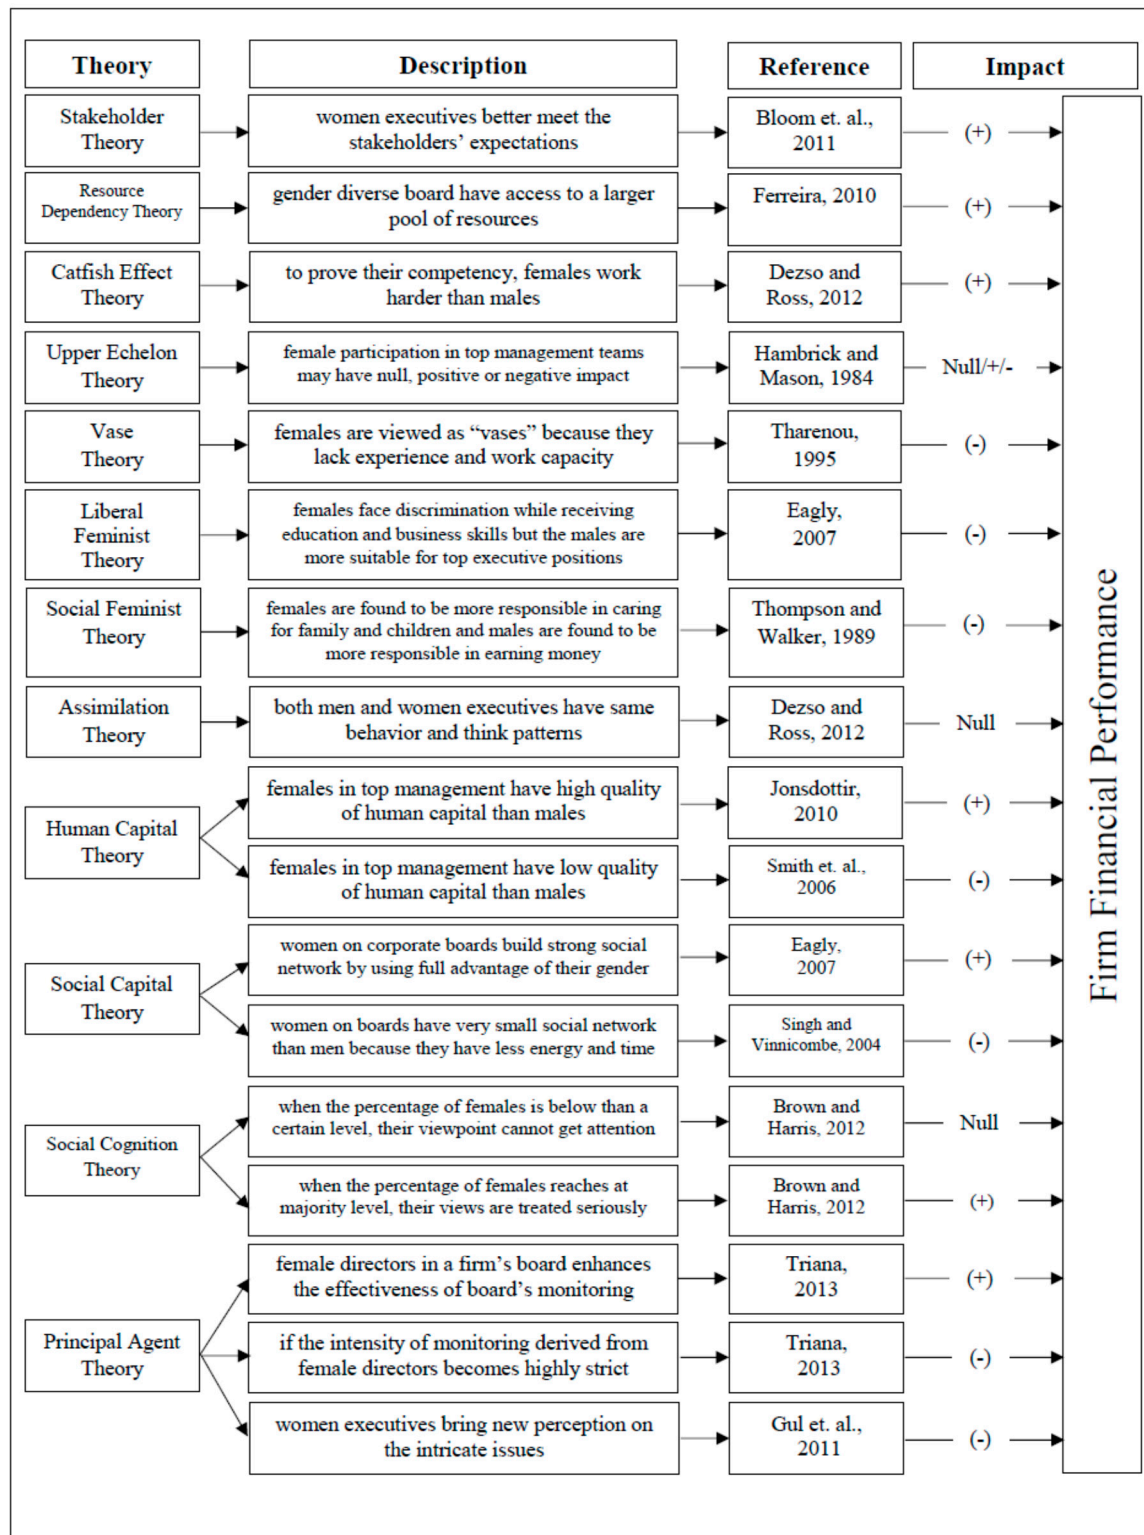 Theory
Description
Reference
Impact
Stakeholder
Theory
women executives better meet the
stakeholders’ expectations
Bloom et. al.,
2011
(+)
Resource
Dependency Theory
gender diverse board have access to a larger
pool of resources
Ferreira, 2010
(+)
Catfish Effect
Theory
to prove their competency, females work
harder than males
Dezso and
Ross, 2012
(+)
Upper Echelon
Theory
female participation in top management teams
may have null, positive or negative impact
Hambrick and
Mason, 1984
Null/+/-
Vase
Theory
females are viewed as “vases” because they
lack experience and work capacity
Tharenou,
1995
(-)
Liberal
Feminist
Theory
females face discrimination while receiving
education and business skills but the males are
more suitable for top executive positions
Eagly,
2007
(-)
Social Feminist
Theory
females are found to be more responsible in caring
for family and children and males are found to be
more responsible in earning money
Thompson and
Walker, 1989
(-)
Assimilation
Theory
both men and women executives have same
behavior and think patterns
Dezso and
Ross, 2012
Null
Human Capital
Theory
females in top management have high quality
of human capital than males
Jonsdottir,
2010
(+)
females in top management have low quality
of human capital than males
Smith et. al.,
2006
(-)
Social Capital
Theory
women on corporate boards build strong social
network by using full advantage of their gender
Eagly,
2007
(+)
women on boards have very small social network
than men because they have less energy and time
Singh and
Vinnicombe, 2004
(-)
Social Cognition
Theory
when the percentage of females is below than a
certain level, their viewpoint cannot get attention
Brown and
Harris, 2012
Null
when the percentage of females reaches at
majority level, their views are treated seriously
Brown and
Harris, 2012
(+)
Principal Agent
Theory
female directors in a firm’s board enhances
the effectiveness of board’s monitoring
Triana,
2013
(+)
if the intensity of monitoring derived from
female directors becomes highly strict
Triana,
2013
(-)
women executives bring new perception on
the intricate issues
Gul et. al.,
2011
(-)
Firm Financial Performance